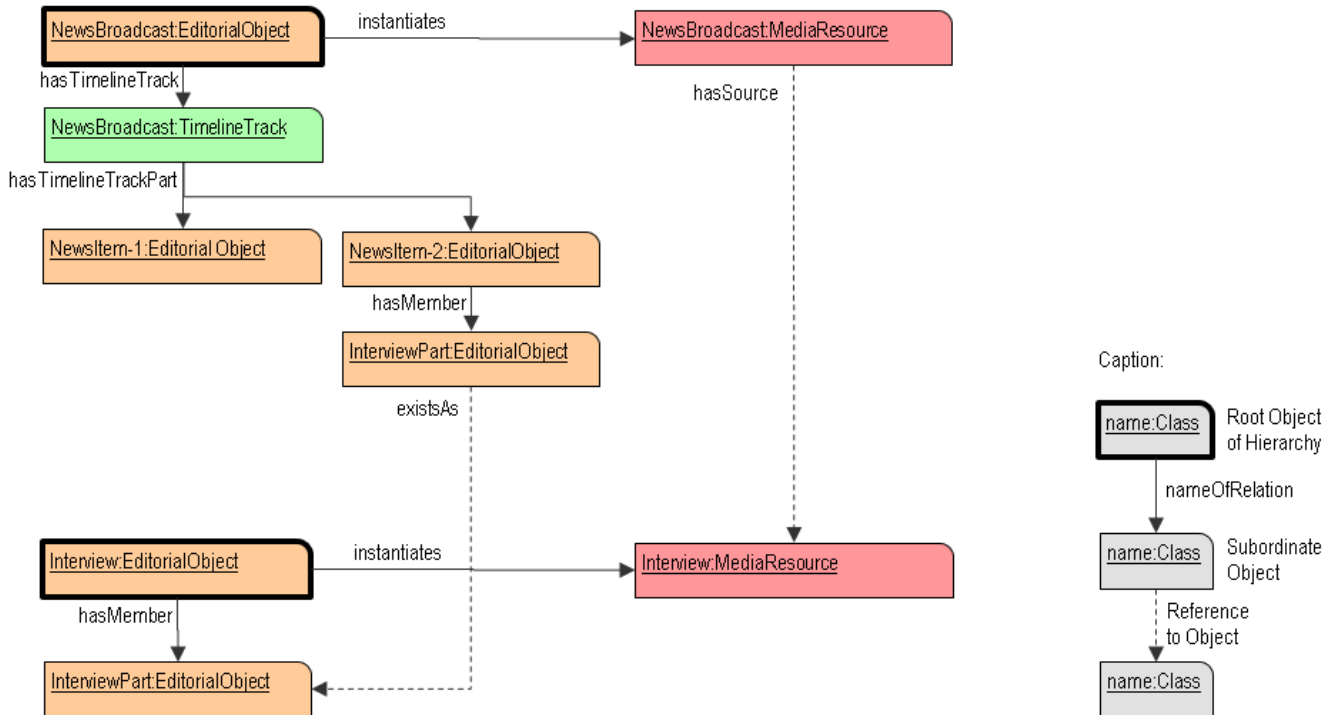 NewsBroadcast:EditorialObject
instantiates
NewsBroadcast:MediaResource
hasTimelineTrack
hasSource
NewsBroadcast:TimelineTrack
hasTimelineTrackPart
NewsItem-1:Editorial Object
NewsItem-2:EditorialObject
hasMember
InterviewPart:EditorialObject
existsAs
Interview:EditorialObject
instantiates
Interview:MediaResource
hasMember
InterviewPart:EditorialObject
Caption:
name:Class
Root Object
of Hierarchy
nameOfRelation
name:Class
Subordinate
Object
Reference
to Object
name:Class